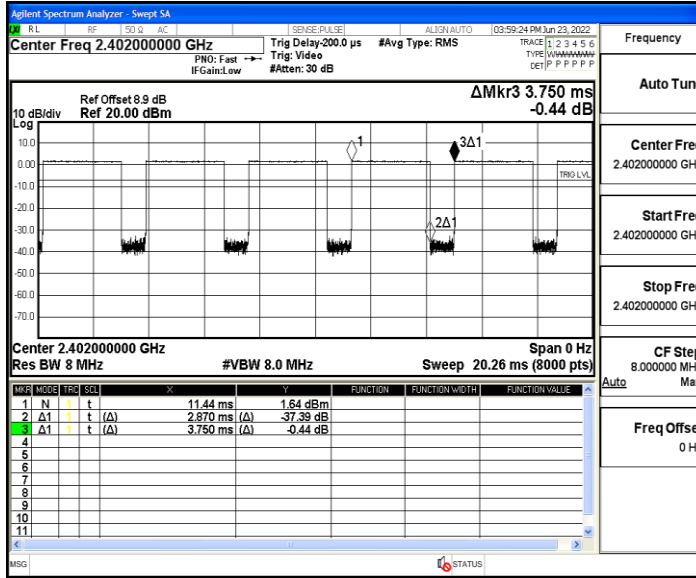 Agilent Spectrum Analyzer - Swept SA
RL RF 50 Ω AC SENSE:PULSE ALIGN AUTO 03:59:24 PM Jun 23, 2022
Center Freq 2.402000000 GHz
PNO: Fast
IFGain:Low
Trig Delay-200.0 µs
Trig: Video
#Atten: 30 dB
#Avg Type: RMS
TRACE 1 2 3 4 5 6
TYPE WWWWWW
DET P P P P P P
Ref Offset 8.9 dB
10 dB/div Ref 20.00 dBm
Log
ΔMkr3 3.750 ms
-0.44 dB
10.0
0.00
-10.0
-20.0
-30.0
-40.0
-50.0
-60.0
-70.0
1
3Δ1
TRIG LVL
2Δ1
Center 2.402000000 GHz Span 0 Hz
Res BW 8 MHz #VBW 8.0 MHz Sweep 20.26 ms (8000 pts)
MKR MODE TRC SCL X Y FUNCTION FUNCTION WIDTH FUNCTION VALUE
1 N 1 t 11.44 ms 1.64 dBm
2 Δ1 1 t (Δ) 2.870 ms (Δ) -37.39 dB
3 Δ1 1 t (Δ) 3.750 ms (Δ) -0.44 dB
4
5
6
7
8
9
10
11
MSG STATUS
Frequency
Auto Tun
Center Fre
2.402000000 GH
Start Fre
2.402000000 GH
Stop Fre
2.402000000 GH
CF Ste
8.000000 MH
Auto Ma
Freq Offse
0 H